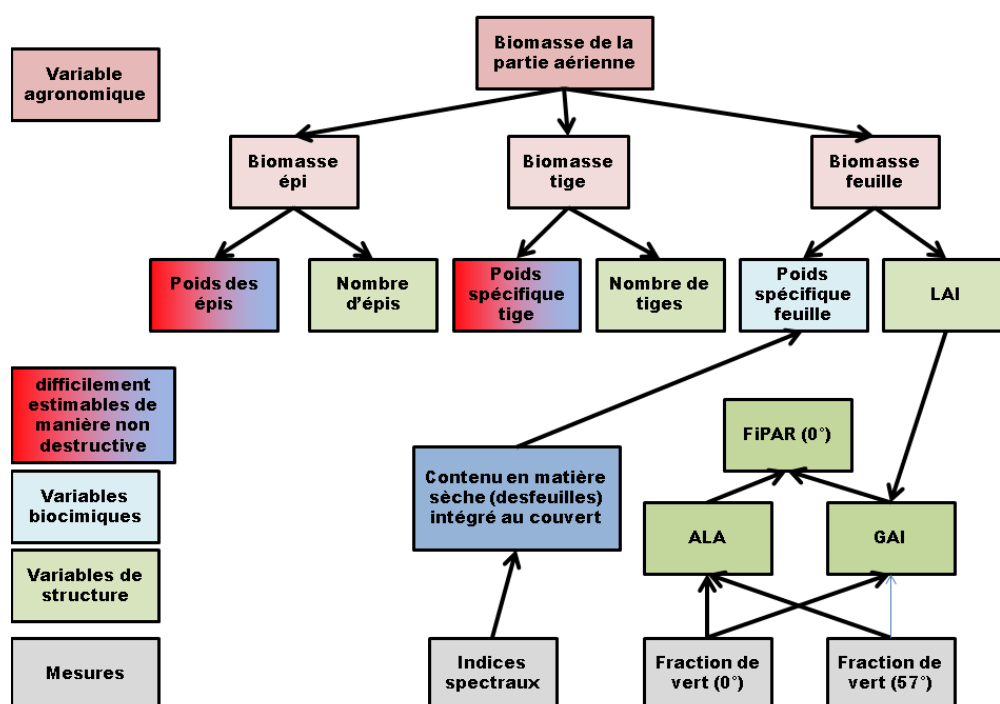 Biomasse de la
partie aérienne
Variable
agronomique
Biomasse
épi
Biomasse
tige
Biomasse
feuille
Poids des
épis
Nombre
d'épis
Poids
spécifique
tige
Nombre de
tiges
Poids
spécifique
feuille
LAI
difficilement
estimables de
manière non
destructive
FiPAR (0°)
Variables
biocimiques
Contenu en matière
sèche (desfeuilles)
intégré au couvert
ALA
GAI
Variables de
structure
Mesures
Indices
spectraux
Fraction de
vert (0°)
Fraction de
vert (57°)